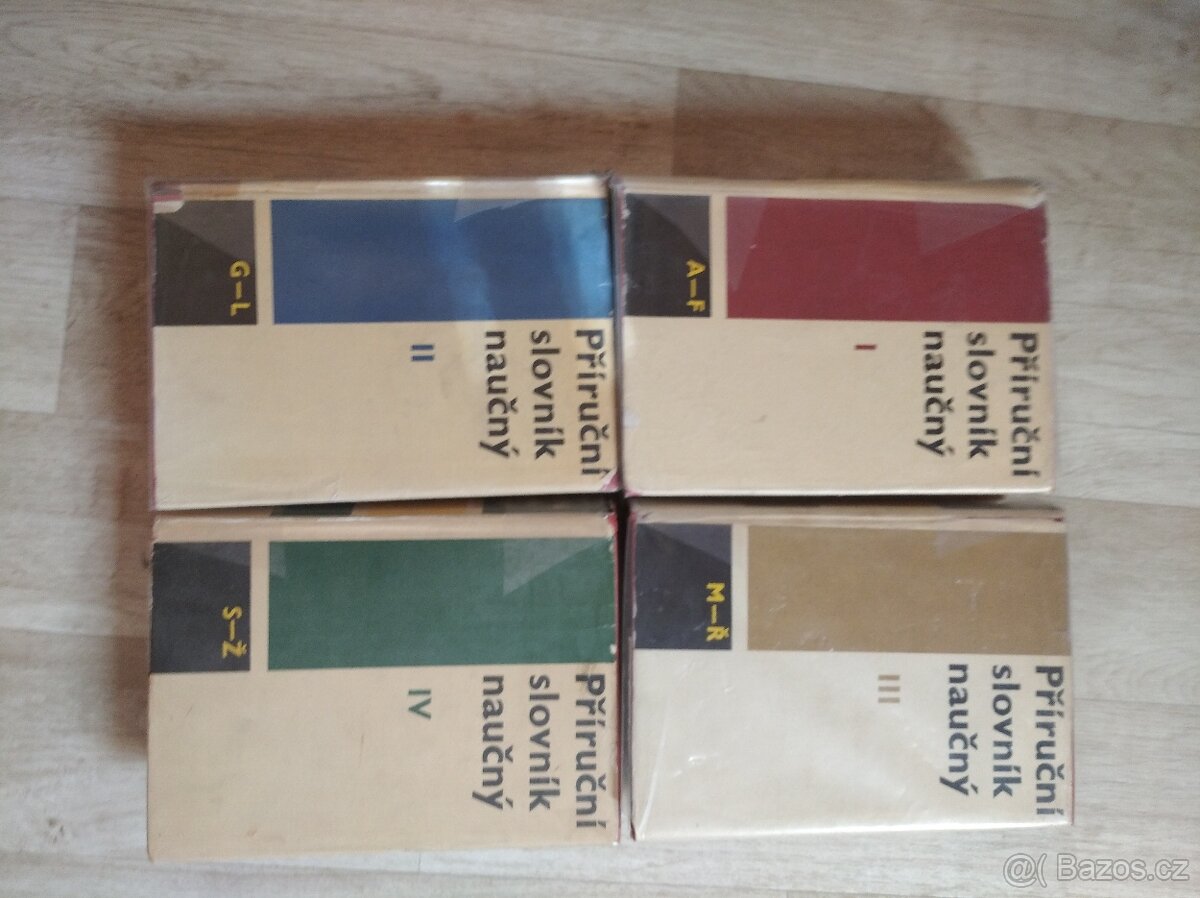 Příruční
slovník
naučný
I
A–F
Příruční
slovník
naučný
II
G–L
Příruční
slovník
naučný
III
M–Ř
Příruční
slovník
naučný
IV
S–Ž
@( Bazos.cz